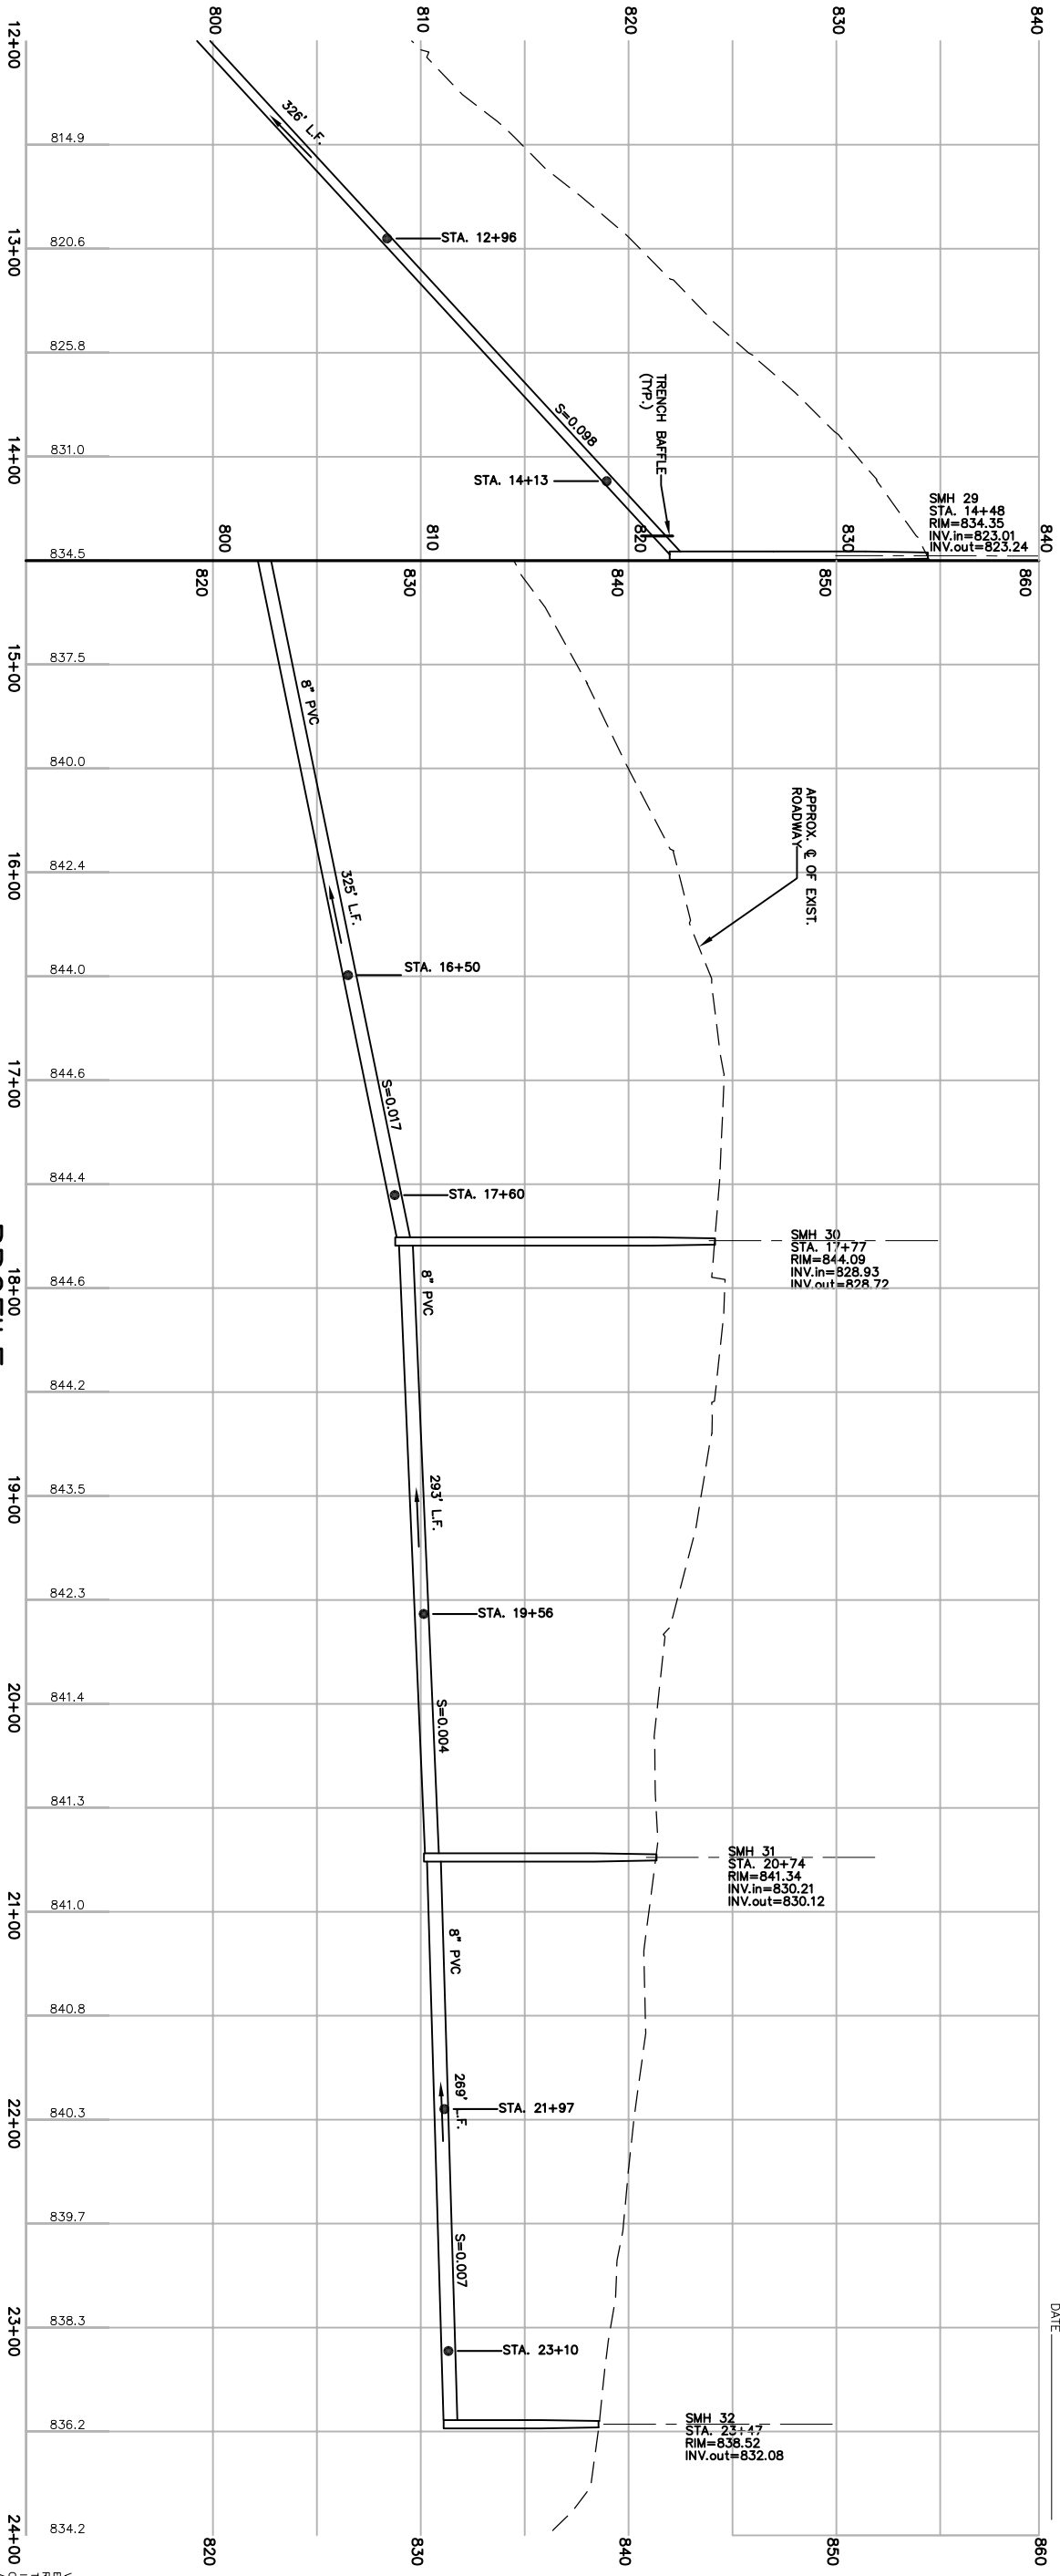 800
810
820
830
840
12+00
326' L.F.
814.9
STA. 12+96
820.6
13+00
825.8
TRENCH BAFFLE
(TYP.)
S=0.098
831.0
14+00
STA. 14+13
SMH 29
STA. 14+48
RIM=834.35
INV.in=823.01
INV.out=823.24
800
810
820
830
840
834.5
820
830
840
850
860
837.5
15+00
8" PVC
840.0
APPROX. ℄ OF EXIST.
ROADWAY
842.4
16+00
325' L.F.
STA. 16+50
844.0
844.6
17+00
S=0.017
844.4
STA. 17+60
SMH 30
STA. 17+77
RIM=844.09
INV.in=828.93
INV.out=828.72
844.6
18+00
8" PVC
844.2
843.5
19+00
293' L.F.
842.3
STA. 19+56
841.4
20+00
S=0.004
841.3
SMH 31
STA. 20+74
RIM=841.34
INV.in=830.21
INV.out=830.12
841.0
21+00
8" PVC
840.8
269' L.F.
STA. 21+97
840.3
22+00
839.7
S=0.007
838.3
23+00
STA. 23+10
DATE
SMH 32
STA. 23+47
RIM=838.52
INV.out=832.08
836.2
834.2
24+00
820
830
840
850
860